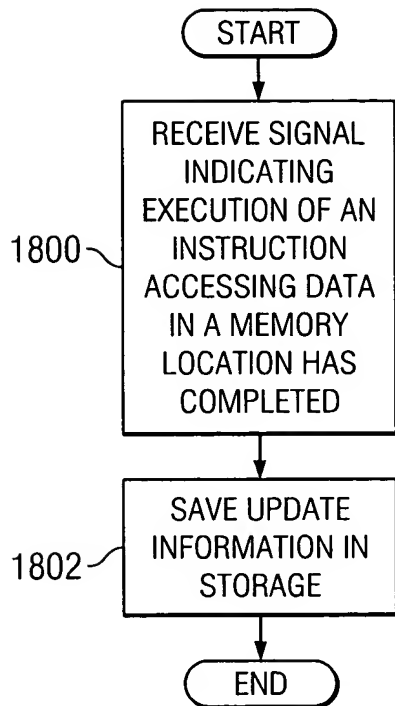 START
RECEIVE SIGNAL
INDICATING
EXECUTION OF AN
INSTRUCTION
ACCESSING DATA
IN A MEMORY
LOCATION HAS
COMPLETED
1800
SAVE UPDATE
INFORMATION IN
STORAGE
1802
END